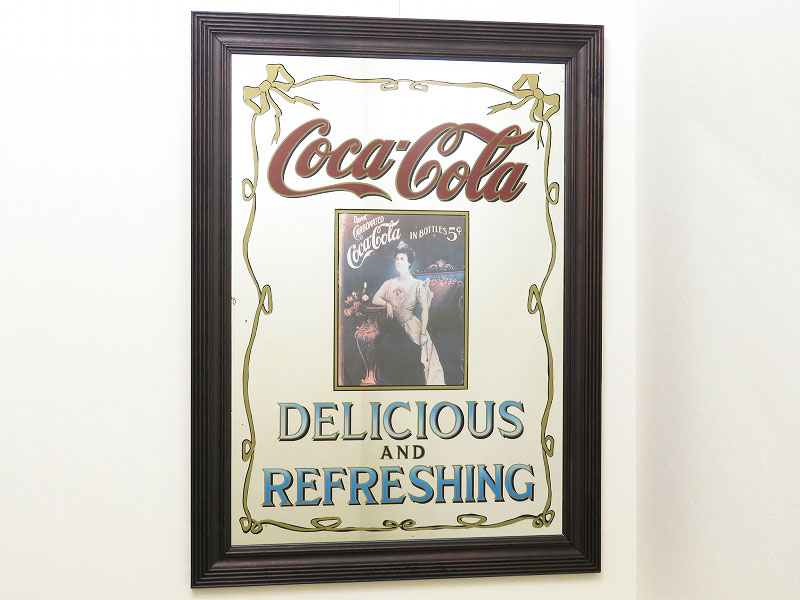 Coca-Cola
DRINK
CARBONATED
Coca-Cola
IN BOTTLES 5¢
DELICIOUS
AND
REFRESHING